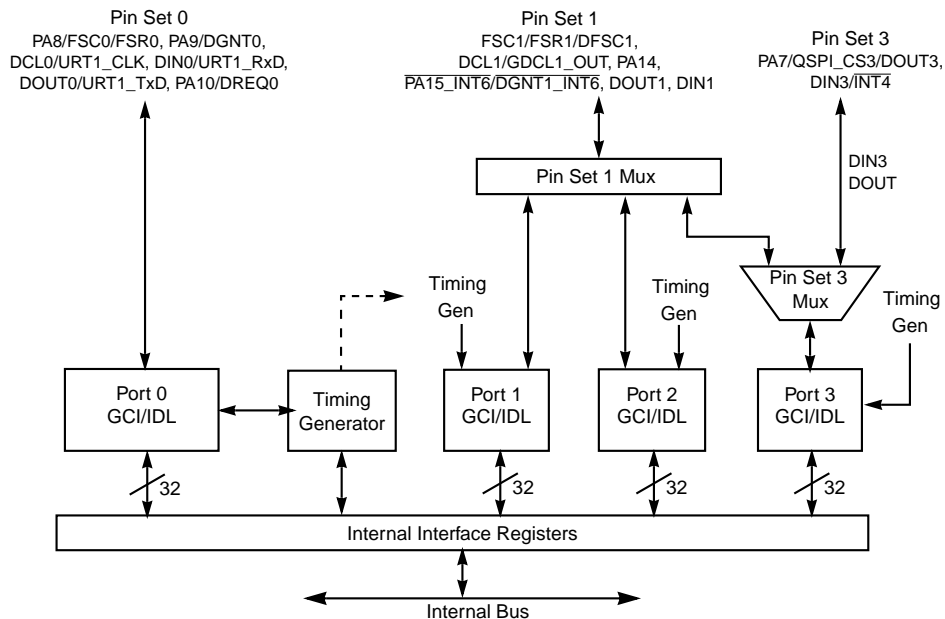 Pin Set 0
PA8/FSC0/FSR0, PA9/DGNT0,
DCL0/URT1_CLK, DIN0/URT1_RxD,
DOUT0/URT1_TxD, PA10/DREQ0
Pin Set 1
FSC1/FSR1/DFSC1,
DCL1/GDCL1_OUT, PA14,
PA15_INT6/DGNT1_INT6, DOUT1, DIN1
Pin Set 3
PA7/QSPI_CS3/DOUT3,
DIN3/INT4
Pin Set 1 Mux
DIN3
DOUT
Pin Set 3
Mux
Timing
Gen
Timing
Gen
Timing
Gen
Port 0
GCI/IDL
Timing
Generator
Port 1
GCI/IDL
Port 2
GCI/IDL
Port 3
GCI/IDL
32
32
32
32
Internal Interface Registers
Internal Bus